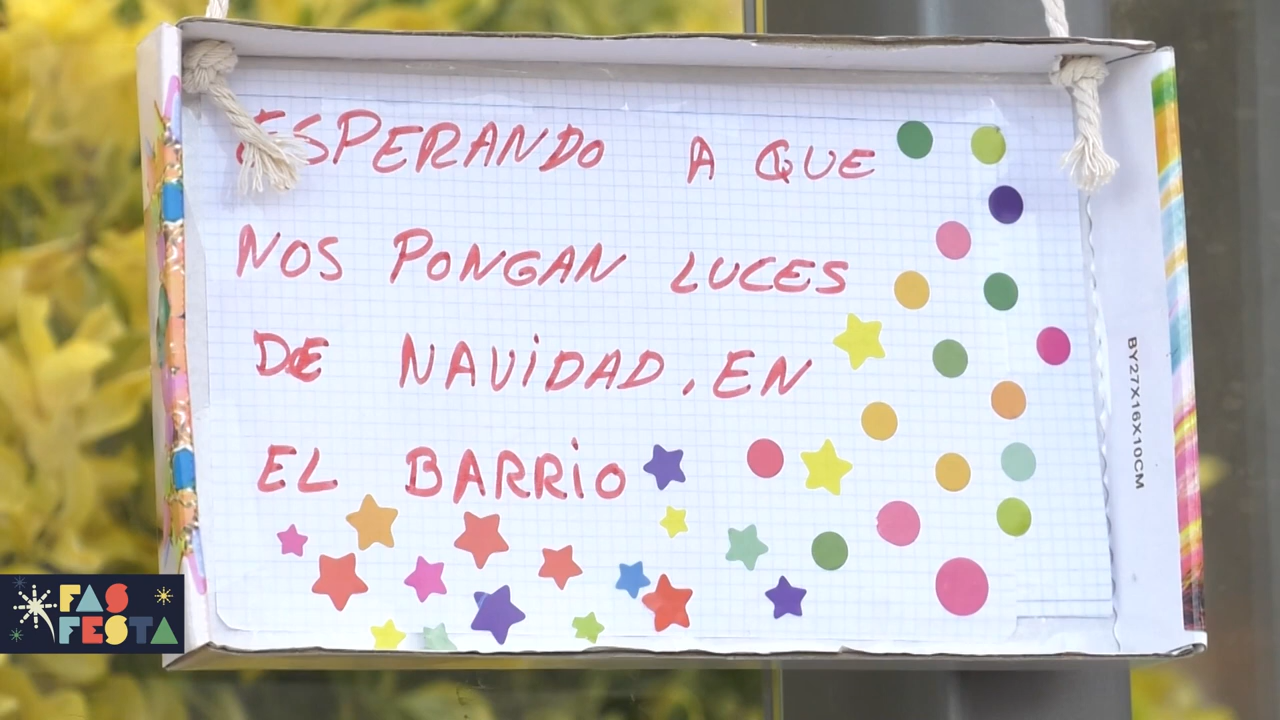 ESPERANDO A QUE
NOS PONGAN LUCES
DE NAVIDAD, EN
EL BARRIO
BY27X16X10CM
FAS
FESTA